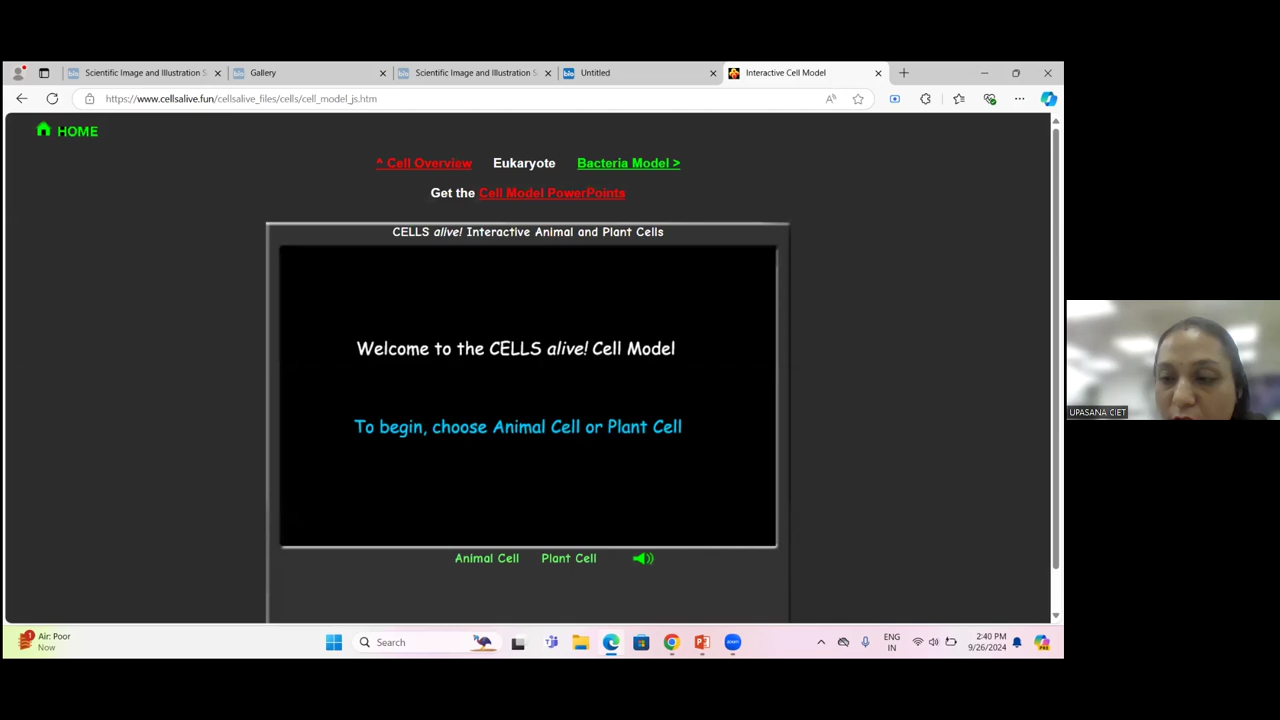 Scientific Image and Illustration S
Gallery
Scientific Image and Illustration S
Untitled
Interactive Cell Model
https://www.cellsalive.fun/cellsalive_files/cells/cell_model_js.htm
HOME
^ Cell Overview Eukaryote Bacteria Model >
Get the Cell Model PowerPoints
CELLS alive! Interactive Animal and Plant Cells
Welcome to the CELLS alive! Cell Model
To begin, choose Animal Cell or Plant Cell
Animal Cell Plant Cell
UPASANA CIET
Air: Poor
Now
Search
ENG
IN
2:40 PM
9/26/2024